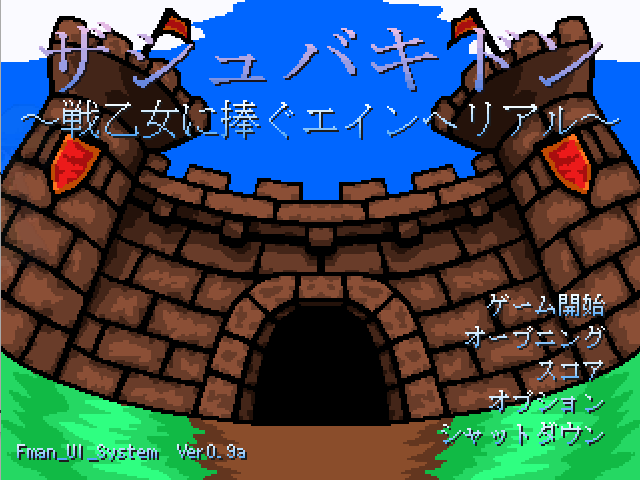 ザシュバキドン
～戦乙女に捧ぐエインヘリアル～
ゲーム開始
オープニング
スコア
オプション
シャットダウン
Fman_UI_System Ver0.9a